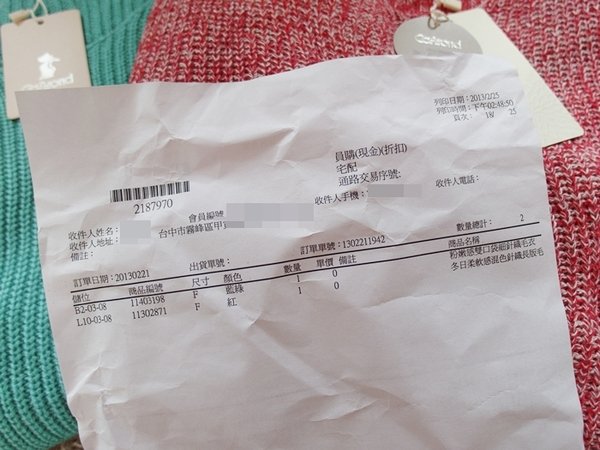 列印日期：2013/2/25
列印時間：下午02:48:50
頁次： 18/ 25
員購(現金)(折扣)
宅配
通路交易序號:
2187970
會員編號:
收件人姓名：
收件人手機：
收件人電話：
收件人地址： 台中市霧峰區甲
備註：
數量總計： 2
訂單日期：20130221 出貨單號： 訂單單號：1302211942
儲位 商品編號 尺寸 顏色 數量 單價 備註 商品名稱
B2-03-08 11403198 F 藍綠 1 0 粉嫩感雙口袋細針織毛衣
L10-03-08 11302871 F 紅 1 0 冬日柔軟感混色針織長版毛